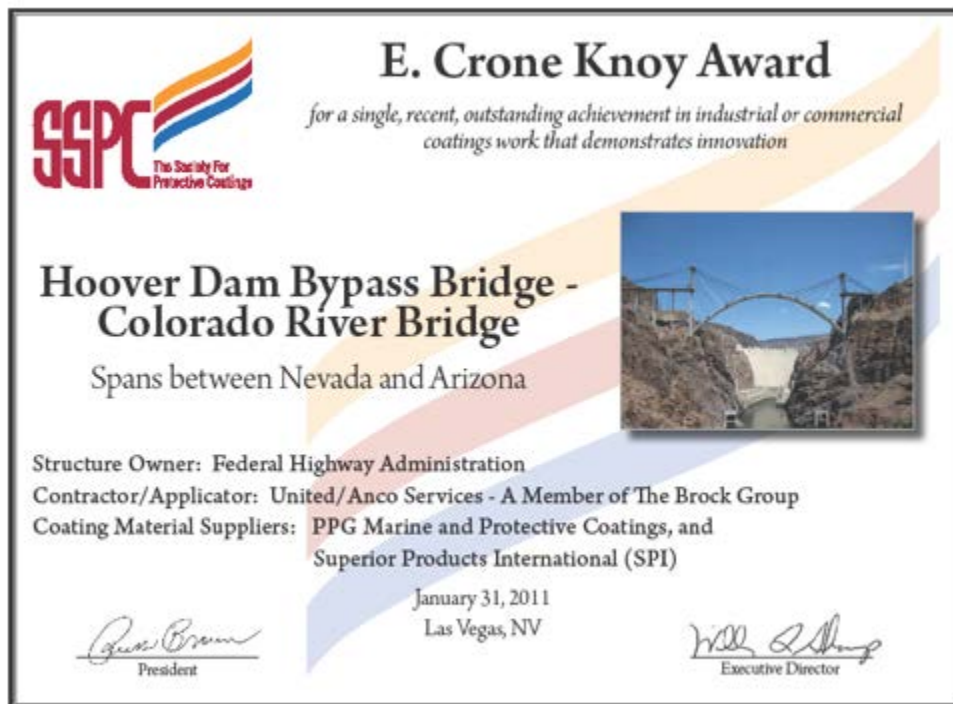 SSPC
The Society For
Protective Coatings
E. Crone Knoy Award
for a single, recent, outstanding achievement in industrial or commercial
coatings work that demonstrates innovation
Hoover Dam Bypass Bridge -
Colorado River Bridge
Spans between Nevada and Arizona
Structure Owner: Federal Highway Administration
Contractor/Applicator: United/Anco Services - A Member of The Brock Group
Coating Material Suppliers: PPG Marine and Protective Coatings, and
Superior Products International (SPI)
January 31, 2011
Las Vegas, NV
President
Executive Director